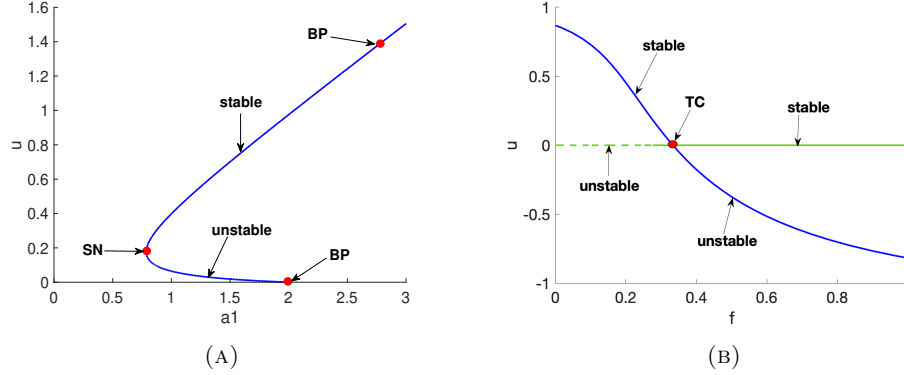 1.6
1.4
1.2
1
0.8
0.6
0.4
0.2
0
u
BP
stable
SN
unstable
BP
0 0.5 1 1.5 2 2.5 3
a1
(A)
1
0.5
0
-0.5
-1
u
stable
TC
stable
unstable
unstable
0 0.2 0.4 0.6 0.8
f
(B)